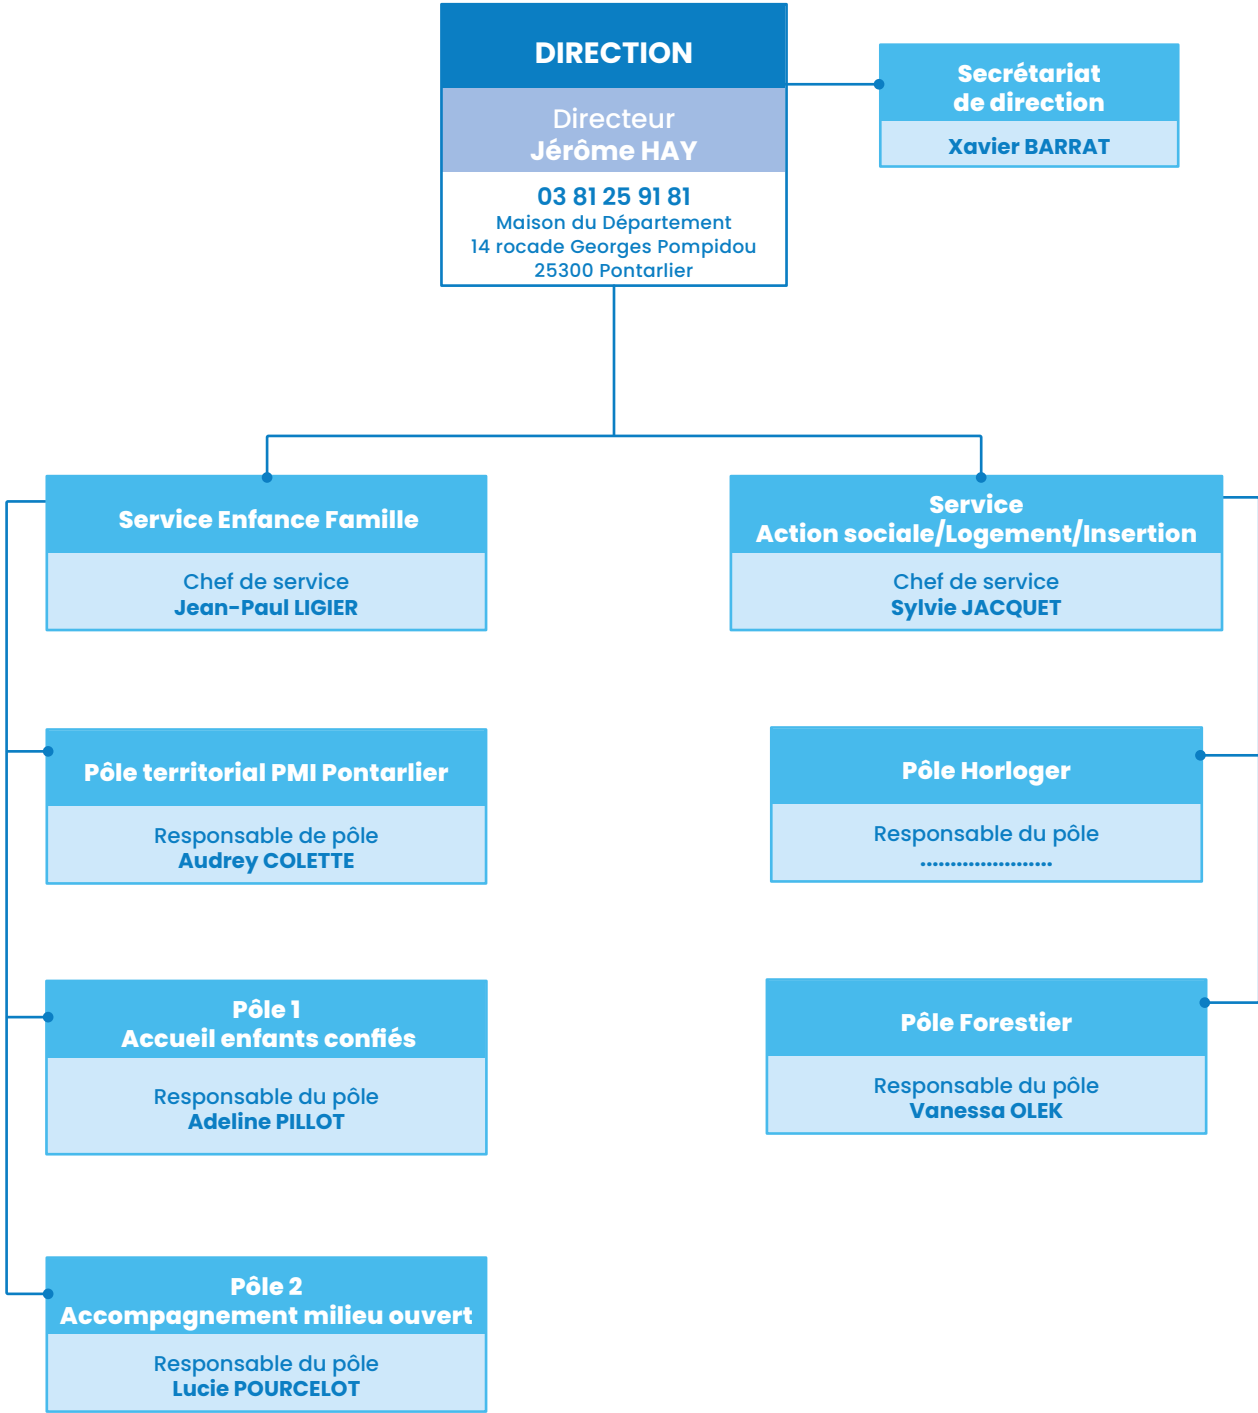 DIRECTION
Directeur
Jérôme HAY
03 81 25 91 81
Maison du Département
14 rocade Georges Pompidou
25300 Pontarlier
Secrétariat
de direction
Xavier BARRAT
Service Enfance Famille
Chef de service
Jean-Paul LIGIER
Service
Action sociale/Logement/Insertion
Chef de service
Sylvie JACQUET
Pôle territorial PMI Pontarlier
Responsable de pôle
Audrey COLETTE
Pôle Horloger
Responsable du pôle
......................
Pôle 1
Accueil enfants confiés
Responsable du pôle
Adeline PILLOT
Pôle Forestier
Responsable du pôle
Vanessa OLEK
Pôle 2
Accompagnement milieu ouvert
Responsable du pôle
Lucie POURCELOT